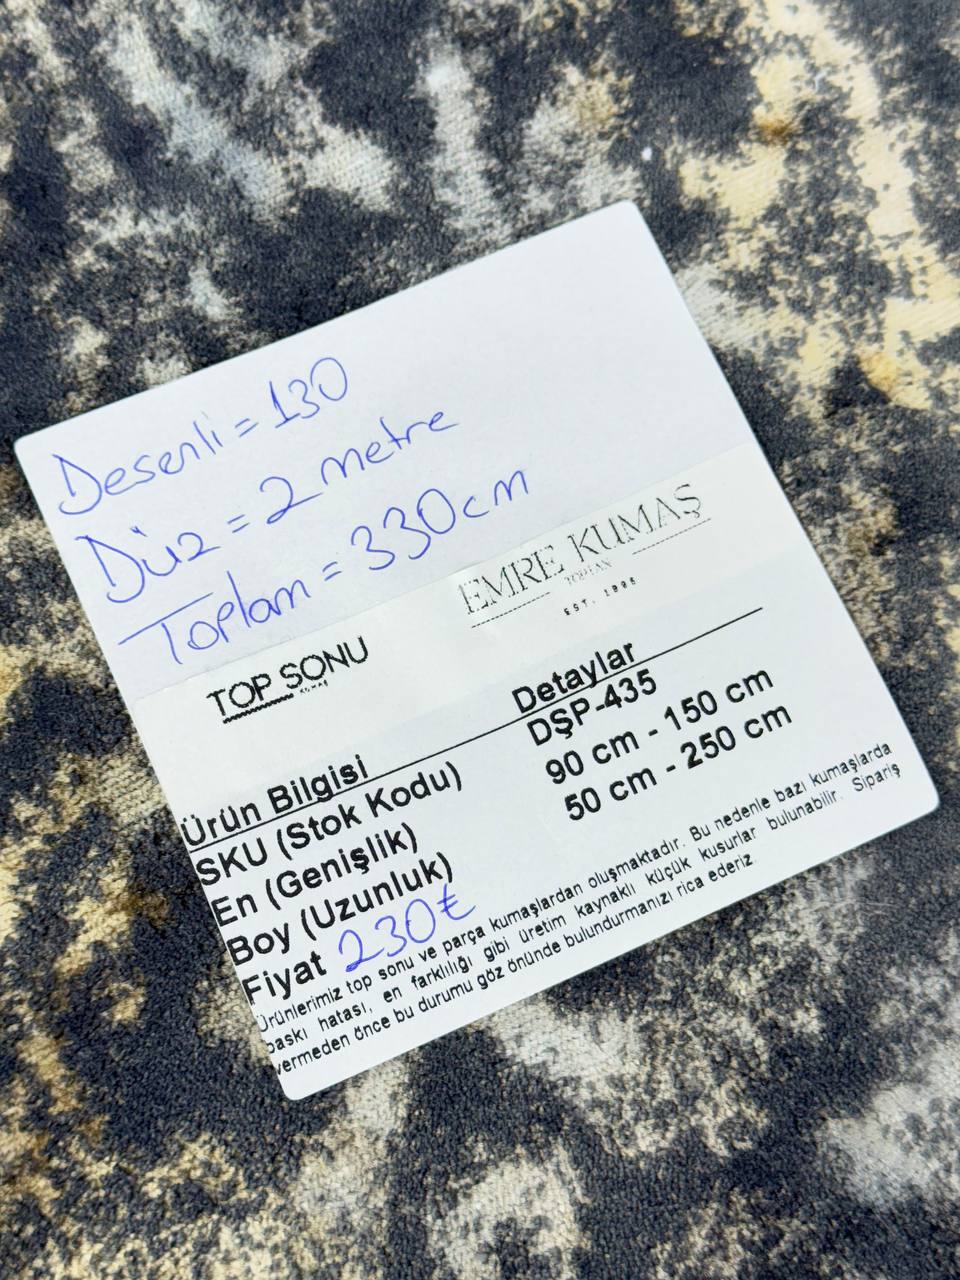 Desenli = 130
Düz = 2 metre
Toplam = 330cm
EMRE KUMAŞ
EST. 1995
TOP SONU
KUMAŞ
Ürün Bilgisi Detaylar
SKU (Stok Kodu) DŞP-435
En (Genişlik) 90 cm - 150 cm
Boy (Uzunluk) 50 cm - 250 cm
Fiyat 230₺
Ürünlerimiz top sonu ve parça kumaşlardan oluşmaktadır. Bu nedenle bazı kumaşlarda
baskı hatası, en farklılığı gibi üretim kaynaklı küçük kusurlar bulunabilir. Sipariş
vermeden önce bu durumu göz önünde bulundurmanızı rica ederiz.